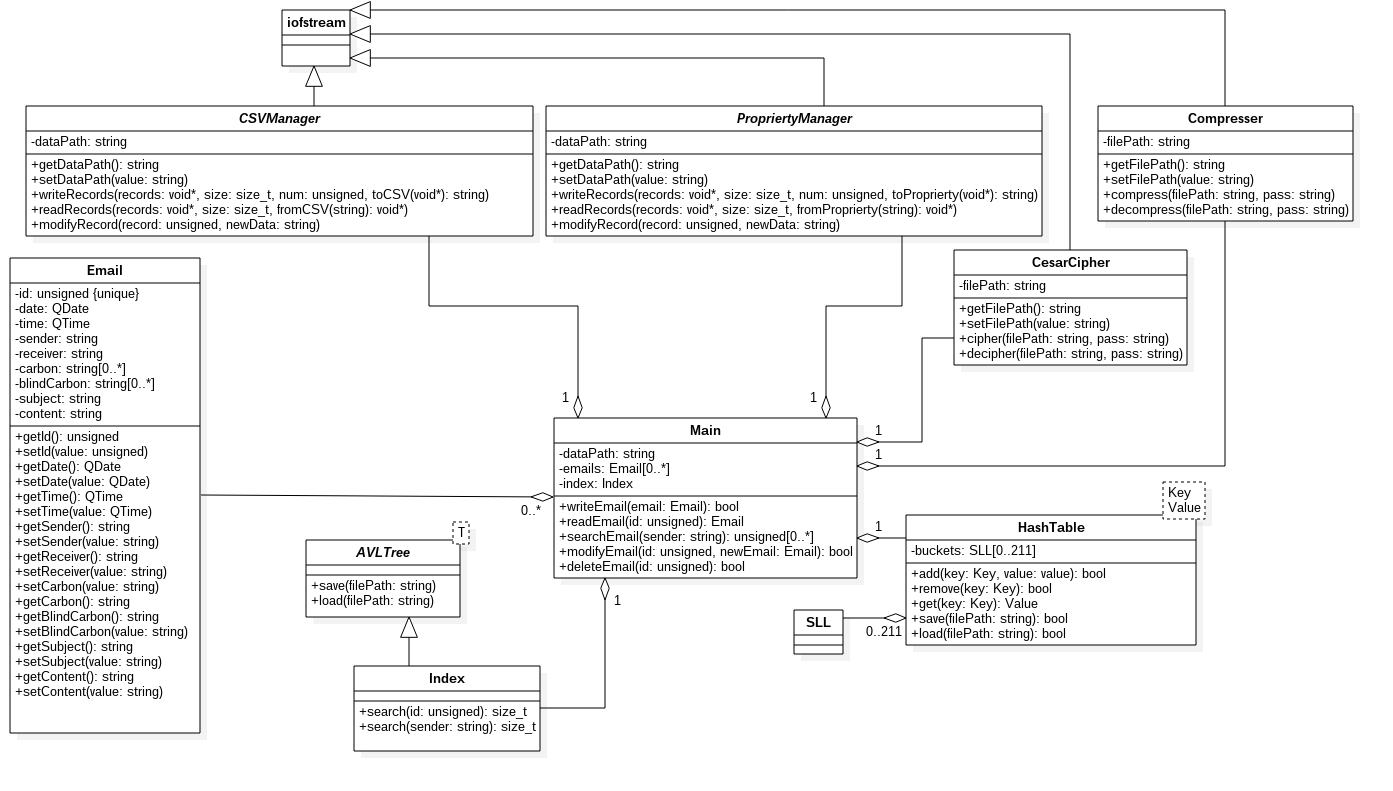 iofstream
CSVManager
-dataPath: string
+getDataPath(): string
+setDataPath(value: string)
+writeRecords(records: void*, size: size_t, num: unsigned, toCSV(void*): string)
+readRecords(records: void*, size: size_t, fromCSV(string): void*)
+modifyRecord(record: unsigned, newData: string)
PropriertyManager
-dataPath: string
+getDataPath(): string
+setDataPath(value: string)
+writeRecords(records: void*, size: size_t, num: unsigned, toProprierty(void*): string)
+readRecords(records: void*, size: size_t, fromProprierty(string): void*)
+modifyRecord(record: unsigned, newData: string)
Compresser
-filePath: string
+getFilePath(): string
+setFilePath(value: string)
+compress(filePath: string, pass: string)
+decompress(filePath: string, pass: string)
CesarCipher
-filePath: string
+getFilePath(): string
+setFilePath(value: string)
+cipher(filePath: string, pass: string)
+decipher(filePath: string, pass: string)
Email
-id: unsigned {unique}
-date: QDate
-time: QTime
-sender: string
-receiver: string
-carbon: string[0..*]
-blindCarbon: string[0..*]
-subject: string
-content: string
+getId(): unsigned
+setId(value: unsigned)
+getDate(): QDate
+setDate(value: QDate)
+getTime(): QTime
+setTime(value: QTime)
+getSender(): string
+setSender(value: string)
+getReceiver(): string
+setReceiver(value: string)
+setCarbon(value: string)
+getCarbon(): string
+getBlindCarbon(): string
+setBlindCarbon(value: string)
+getSubject(): string
+setSubject(value: string)
+getContent(): string
+setContent(value: string)
1
1
Main
-dataPath: string
-emails: Email[0..*]
-index: Index
+writeEmail(email: Email): bool
+readEmail(id: unsigned): Email
+searchEmail(sender: string): unsigned[0..*]
+modifyEmail(id: unsigned, newEmail: Email): bool
+deleteEmail(id: unsigned): bool
1
1
1
0..*
1
Key
Value
HashTable
-buckets: SLL[0..211]
+add(key: Key, value: value): bool
+remove(key: Key): bool
+get(key: Key): Value
+save(filePath: string): bool
+load(filePath: string): bool
SLL
0..211
T
AVLTree
+save(filePath: string)
+load(filePath: string)
Index
+search(id: unsigned): size_t
+search(sender: string): size_t